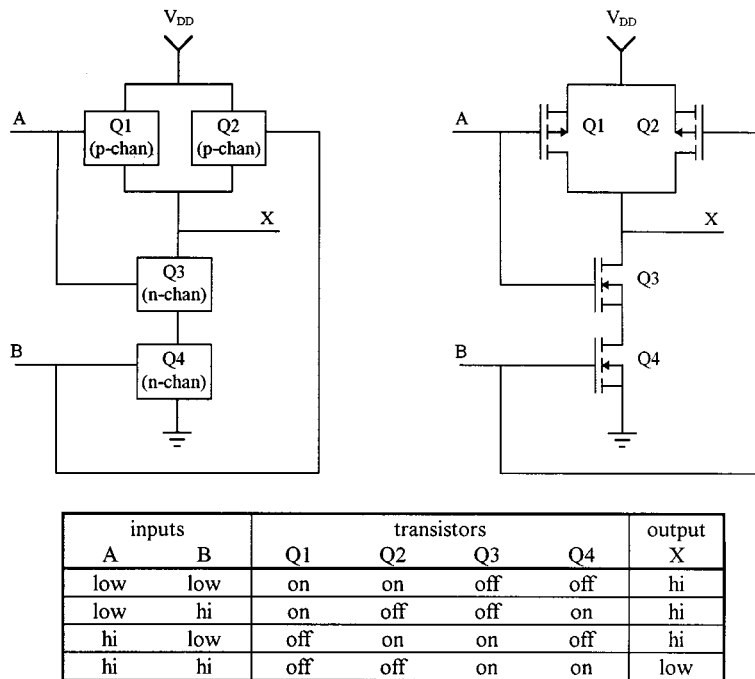 V_DD
A
Q1
(p-chan)
Q2
(p-chan)
X
Q3
(n-chan)
B
Q4
(n-chan)
V_DD
A
Q1
Q2
X
Q3
B
Q4
inputs transistors output
A B Q1 Q2 Q3 Q4 X
low low on on off off hi
low hi on off off on hi
hi low off on on off hi
hi hi off off on on low